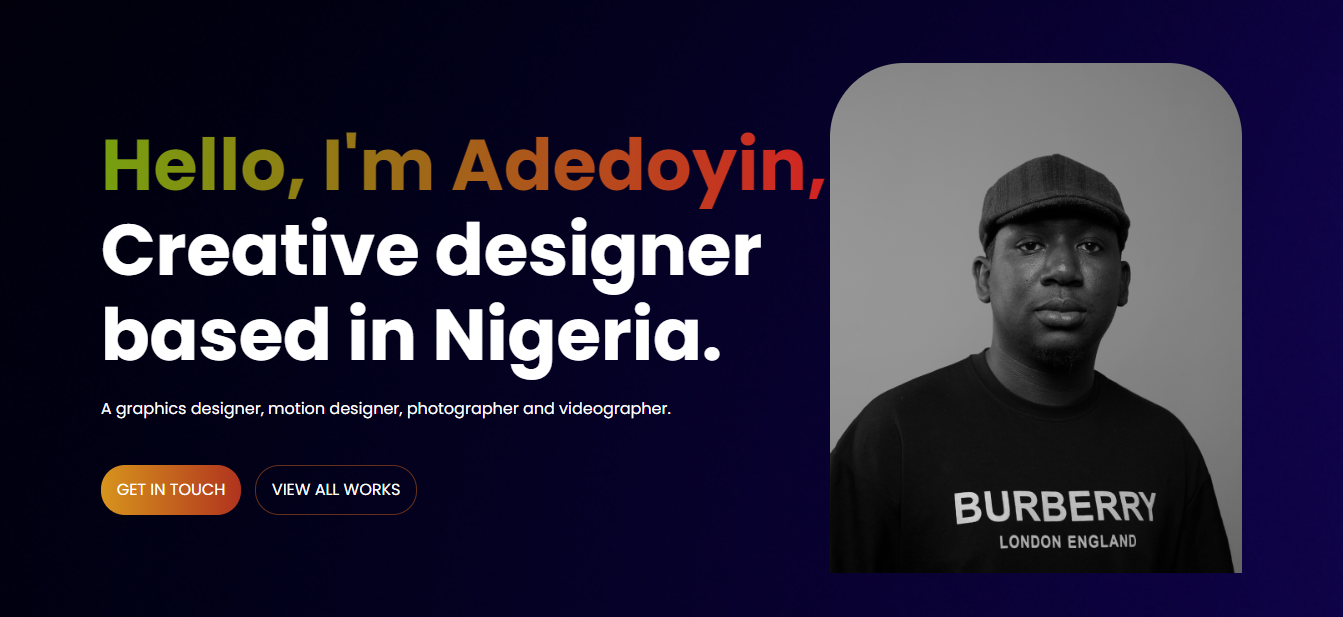 Hello, I'm Adedoyin,
Creative designer
based in Nigeria.
A graphics designer, motion designer, photographer and videographer.
GET IN TOUCH
VIEW ALL WORKS
BURBERRY
LONDON ENGLAND